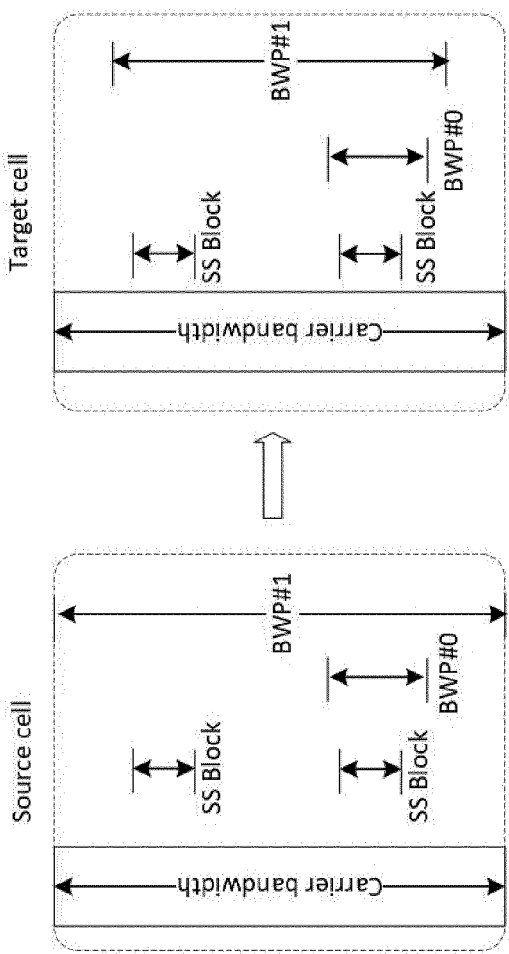 Source cell
Carrier bandwidth
SS Block
SS Block
BWP#0
BWP#1
Target cell
Carrier bandwidth
SS Block
SS Block
BWP#0
BWP#1